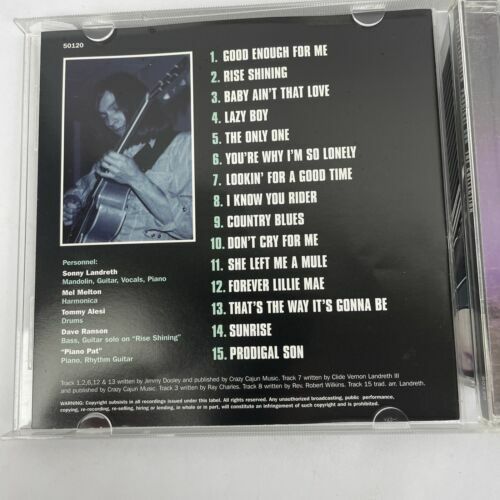 50120
1. GOOD ENOUGH FOR ME
2. RISE SHINING
3. BABY AIN'T THAT LOVE
4. LAZY BOY
5. THE ONLY ONE
6. YOU'RE WHY I'M SO LONELY
7. LOOKIN' FOR A GOOD TIME
8. I KNOW YOU RIDER
9. COUNTRY BLUES
10. DON'T CRY FOR ME
11. SHE LEFT ME A MULE
12. FOREVER LILLIE MAE
13. THAT'S THE WAY IT'S GONNA BE
14. SUNRISE
15. PRODIGAL SON
Personnel:
Sonny Landreth
Mandolin, Guitar, Vocals, Piano
Mel Melton
Harmonica
Tommy Alesi
Drums
Dave Ranson
Bass, Guitar solo on "Rise Shining"
"Piano Pat"
Piano, Rhythm Guitar
Track 1,2,6,12 & 13 written by Jimmy Dooley and published by Crazy Cajun Music. Track 7 written by Clide Vernon Landreth III
and published by Crazy Cajun Music. Track 3 written by Ray Charles. Track 8 written by Rev. Robert Wilkins. Track 15 trad. arr. Landreth.
WARNING: Copyright subsists in all recordings issued under this label. All rights reserved. Any unauthorized broadcasting, public performance,
copying, re-recording, re-selling, hiring or lending, in whole or in part, will constitute an infringement of such copyright and is prohibited.